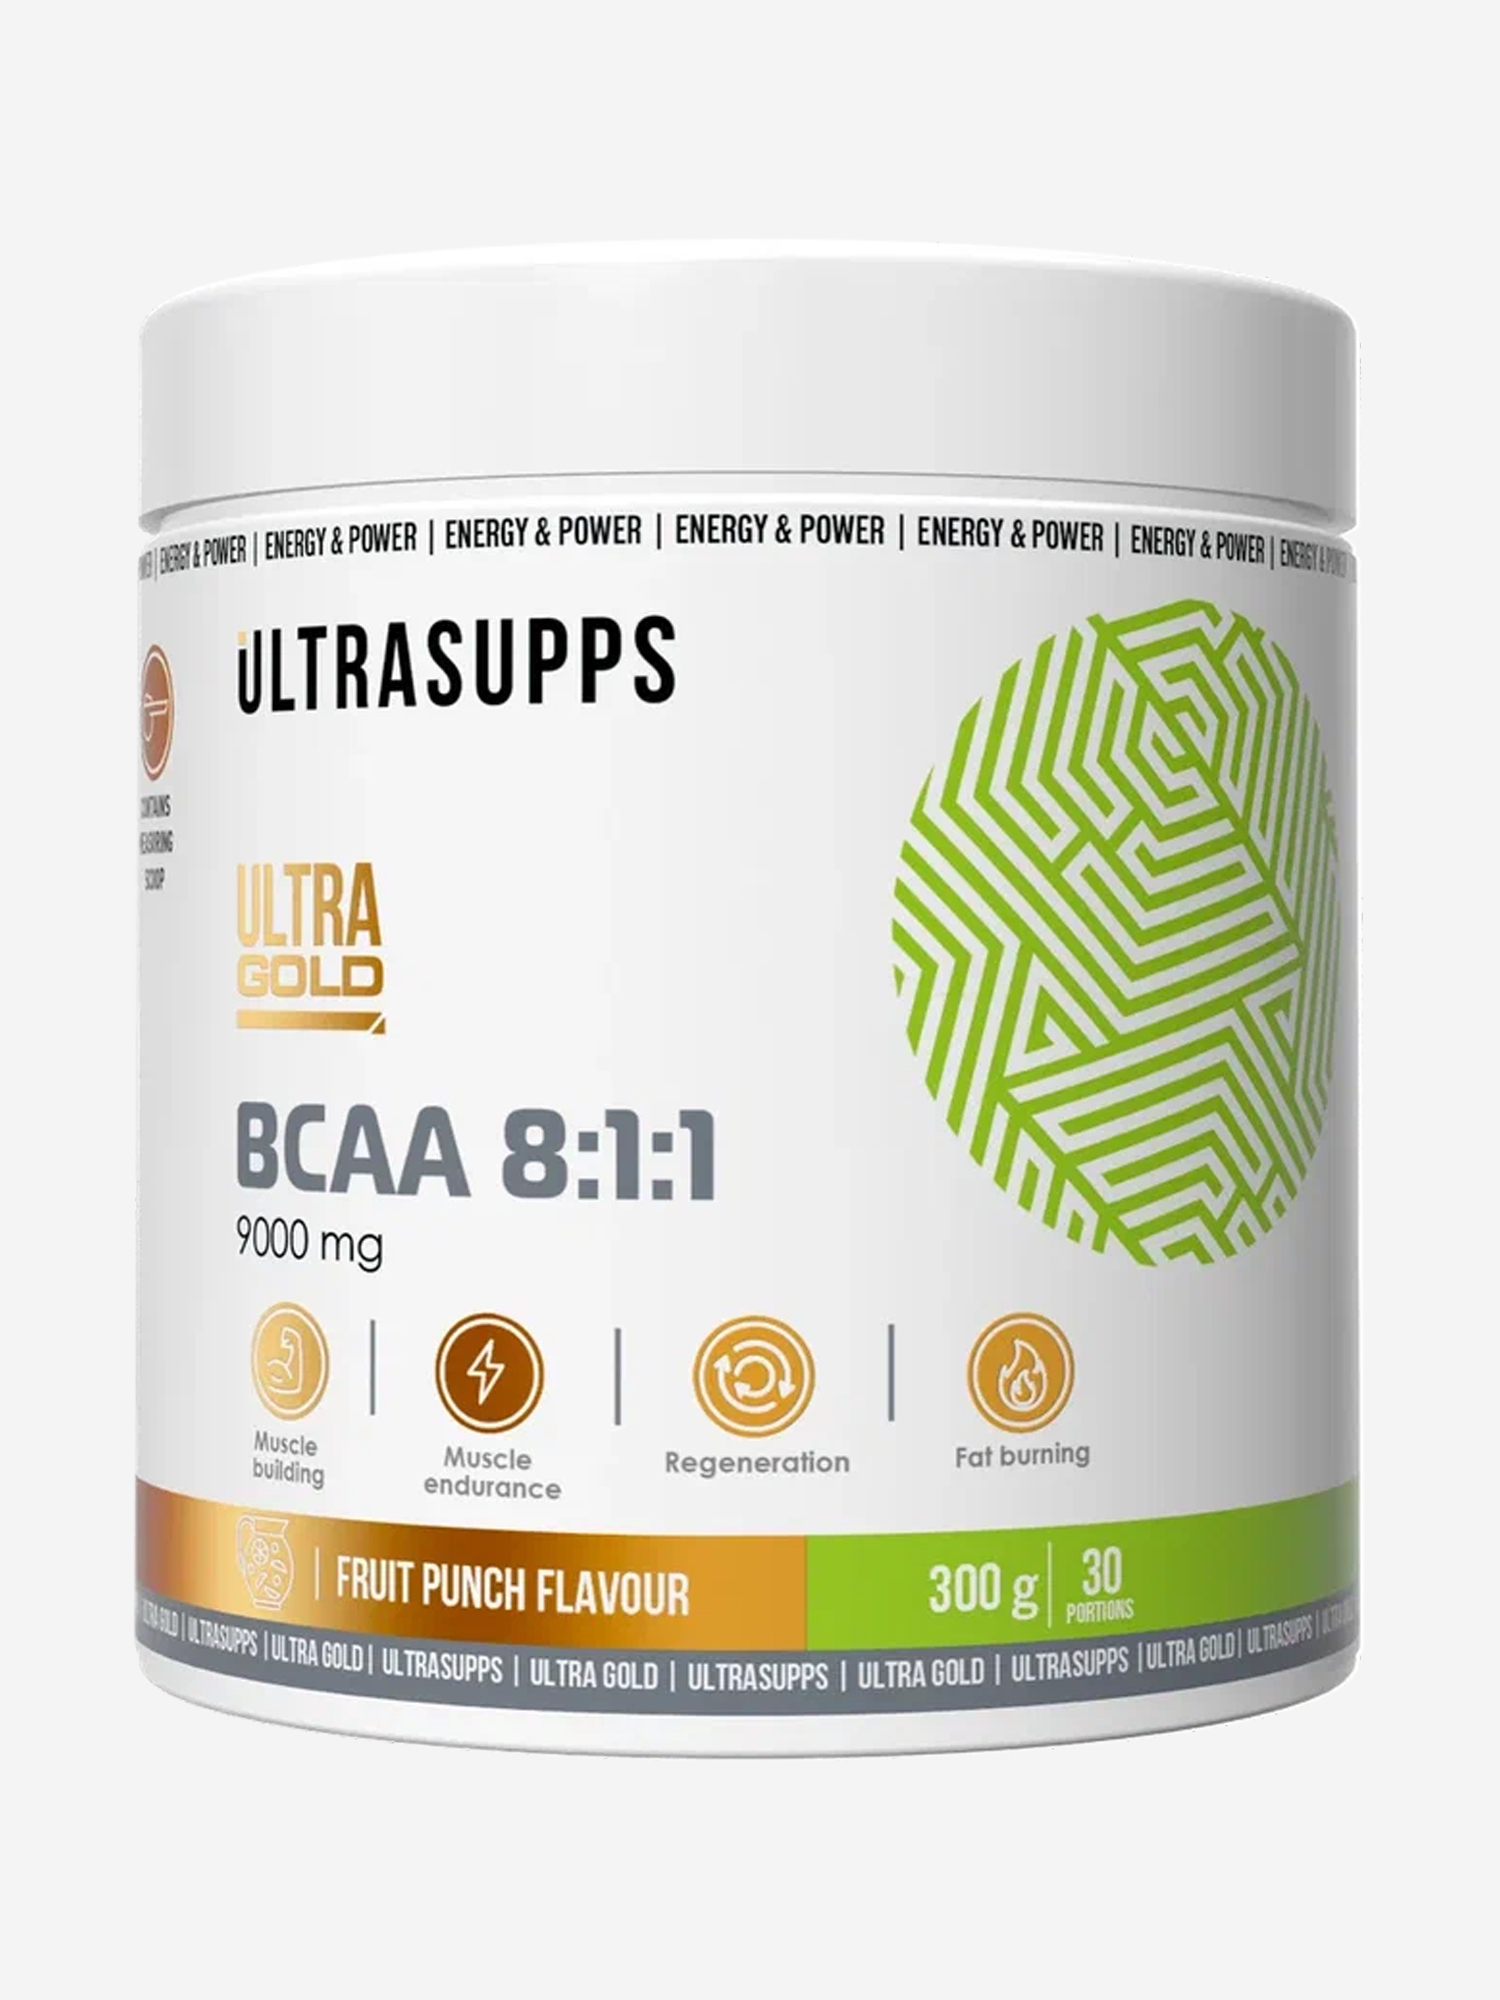 ENERGY & POWER | ENERGY & POWER | ENERGY & POWER | ENERGY & POWER | ENERGY & POWER | ENERGY & POWER | ENERGY & POWER
ULTRASUPPS
CONTAINS
MEASURING
SCOOP
ULTRA
GOLD
BCAA 8:1:1
9000 mg
Muscle
building
Muscle
endurance
Regeneration
Fat burning
FRUIT PUNCH FLAVOUR
300 g
30
PORTIONS
ULTRA GOLD | ULTRASUPPS | ULTRA GOLD | ULTRASUPPS | ULTRA GOLD | ULTRASUPPS | ULTRA GOLD | ULTRASUPPS | ULTRA GOLD | ULTRASUPPS